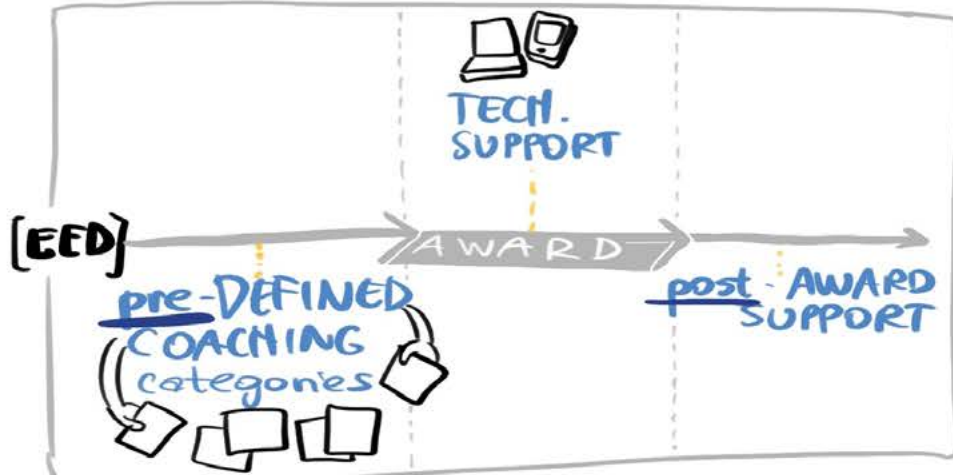 TECH.
SUPPORT
[EED]
AWARD
pre-DEFINED
COACHING
categories
post-AWARD
SUPPORT